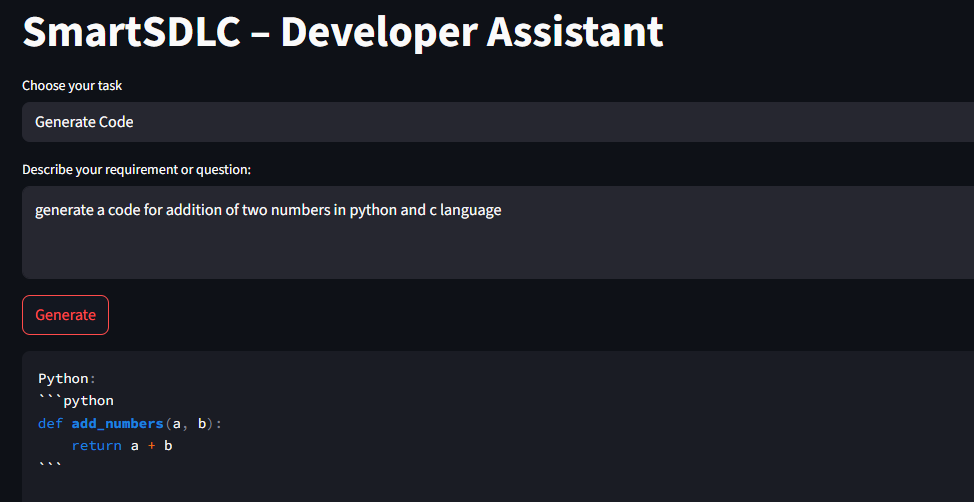 SmartSDLC – Developer Assistant
Choose your task
Generate Code
Describe your requirement or question:
generate a code for addition of two numbers in python and c language
Generate
Python:
```python
def add_numbers(a, b):
    return a + b
```